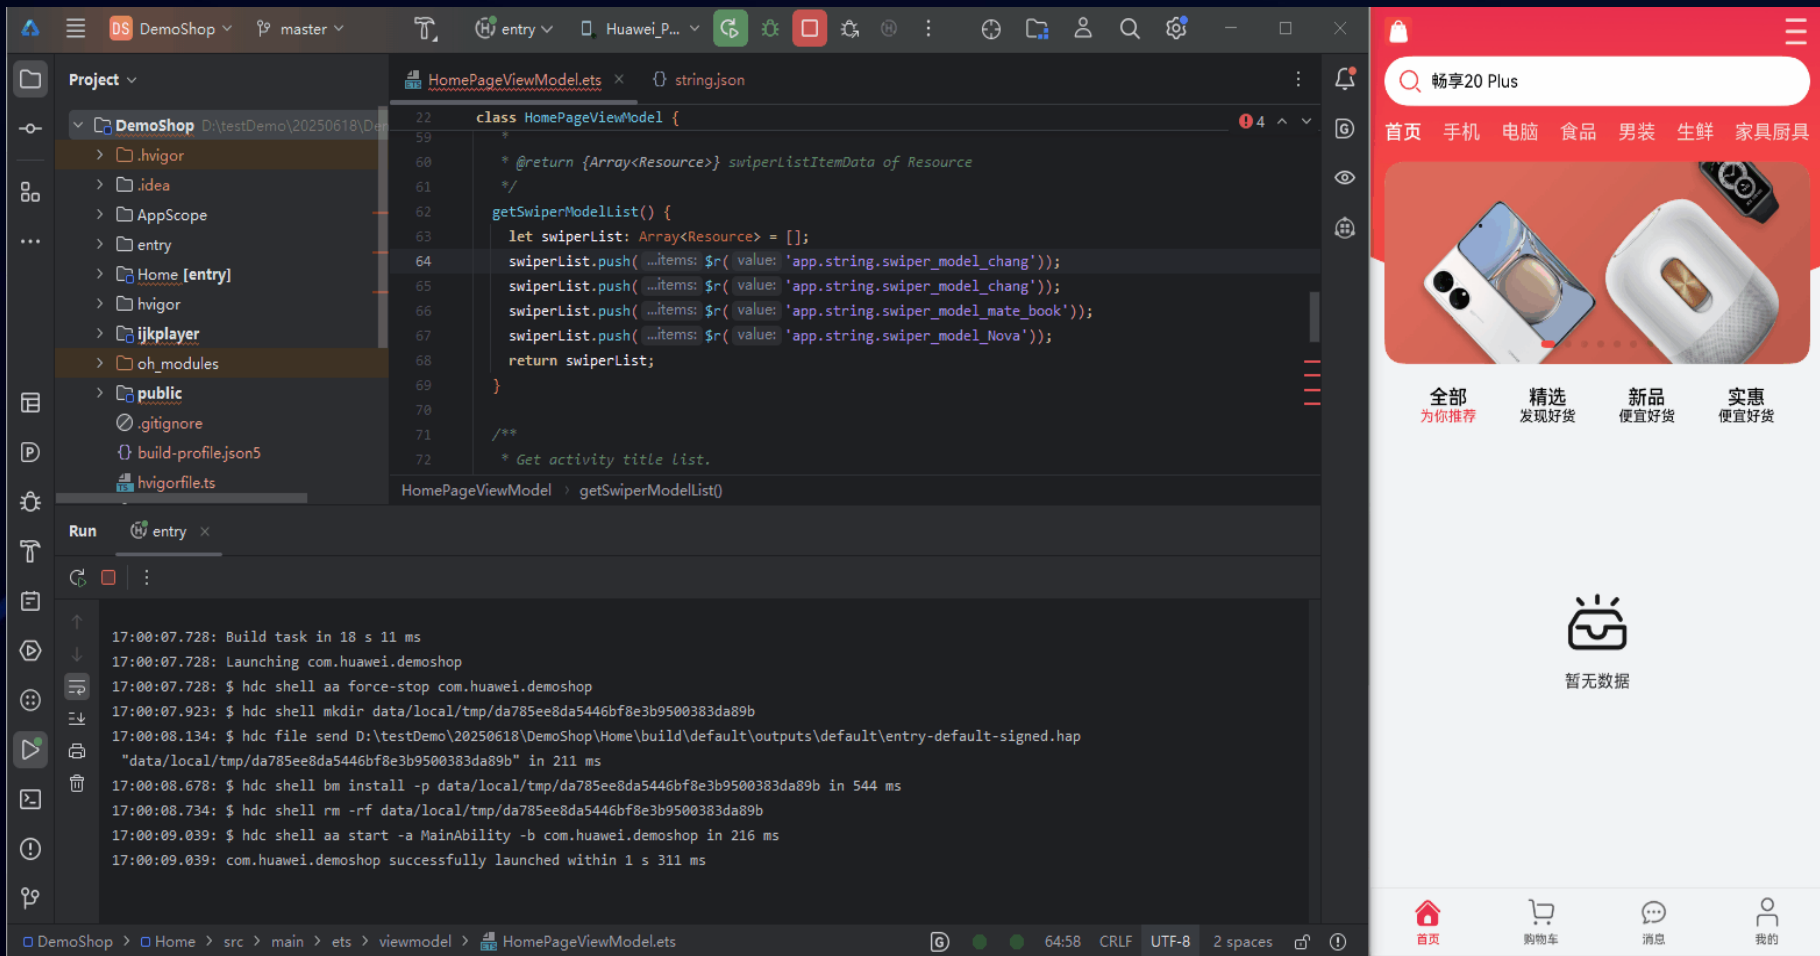 DS DemoShop
master
entry
Huawei_P...
Project
HomePageViewModel.ets
string.json
DemoShop D:\testDemo\20250618\Der
.hvigor
.idea
AppScope
entry
Home [entry]
hvigor
ijkplayer
oh_modules
public
.gitignore
build-profile.json5
hvigorfile.ts
22 class HomePageViewModel {
4
59 *
60 * @return {Array<Resource>} swiperListItemData of Resource
61 */
62 getSwiperModelList() {
63 let swiperList: Array<Resource> = [];
64 swiperList.push( ...items: $r( value: 'app.string.swiper_model_chang'));
65 swiperList.push( ...items: $r( value: 'app.string.swiper_model_chang'));
66 swiperList.push( ...items: $r( value: 'app.string.swiper_model_mate_book'));
67 swiperList.push( ...items: $r( value: 'app.string.swiper_model_Nova'));
68 return swiperList;
69 }
70
71 /**
72 * Get activity title list.
HomePageViewModel › getSwiperModelList()
Run
entry
17:00:07.728: Build task in 18 s 11 ms
17:00:07.728: Launching com.huawei.demoshop
17:00:07.728: $ hdc shell aa force-stop com.huawei.demoshop
17:00:07.923: $ hdc shell mkdir data/local/tmp/da785ee8da5446bf8e3b9500383da89b
17:00:08.134: $ hdc file send D:\testDemo\20250618\DemoShop\Home\build\default\outputs\default\entry-default-signed.hap
"data/local/tmp/da785ee8da5446bf8e3b9500383da89b" in 211 ms
17:00:08.678: $ hdc shell bm install -p data/local/tmp/da785ee8da5446bf8e3b9500383da89b in 544 ms
17:00:08.734: $ hdc shell rm -rf data/local/tmp/da785ee8da5446bf8e3b9500383da89b
17:00:09.039: $ hdc shell aa start -a MainAbility -b com.huawei.demoshop in 216 ms
17:00:09.039: com.huawei.demoshop successfully launched within 1 s 311 ms
DemoShop › Home › src › main › ets › viewmodel › HomePageViewModel.ets
64:58 CRLF UTF-8 2 spaces
畅享20 Plus
首页 手机 电脑 食品 男装 生鲜 家具厨具
全部 精选 新品 实惠
为你推荐 发现好货 便宜好货 便宜好货
暂无数据
首页 购物车 消息 我的